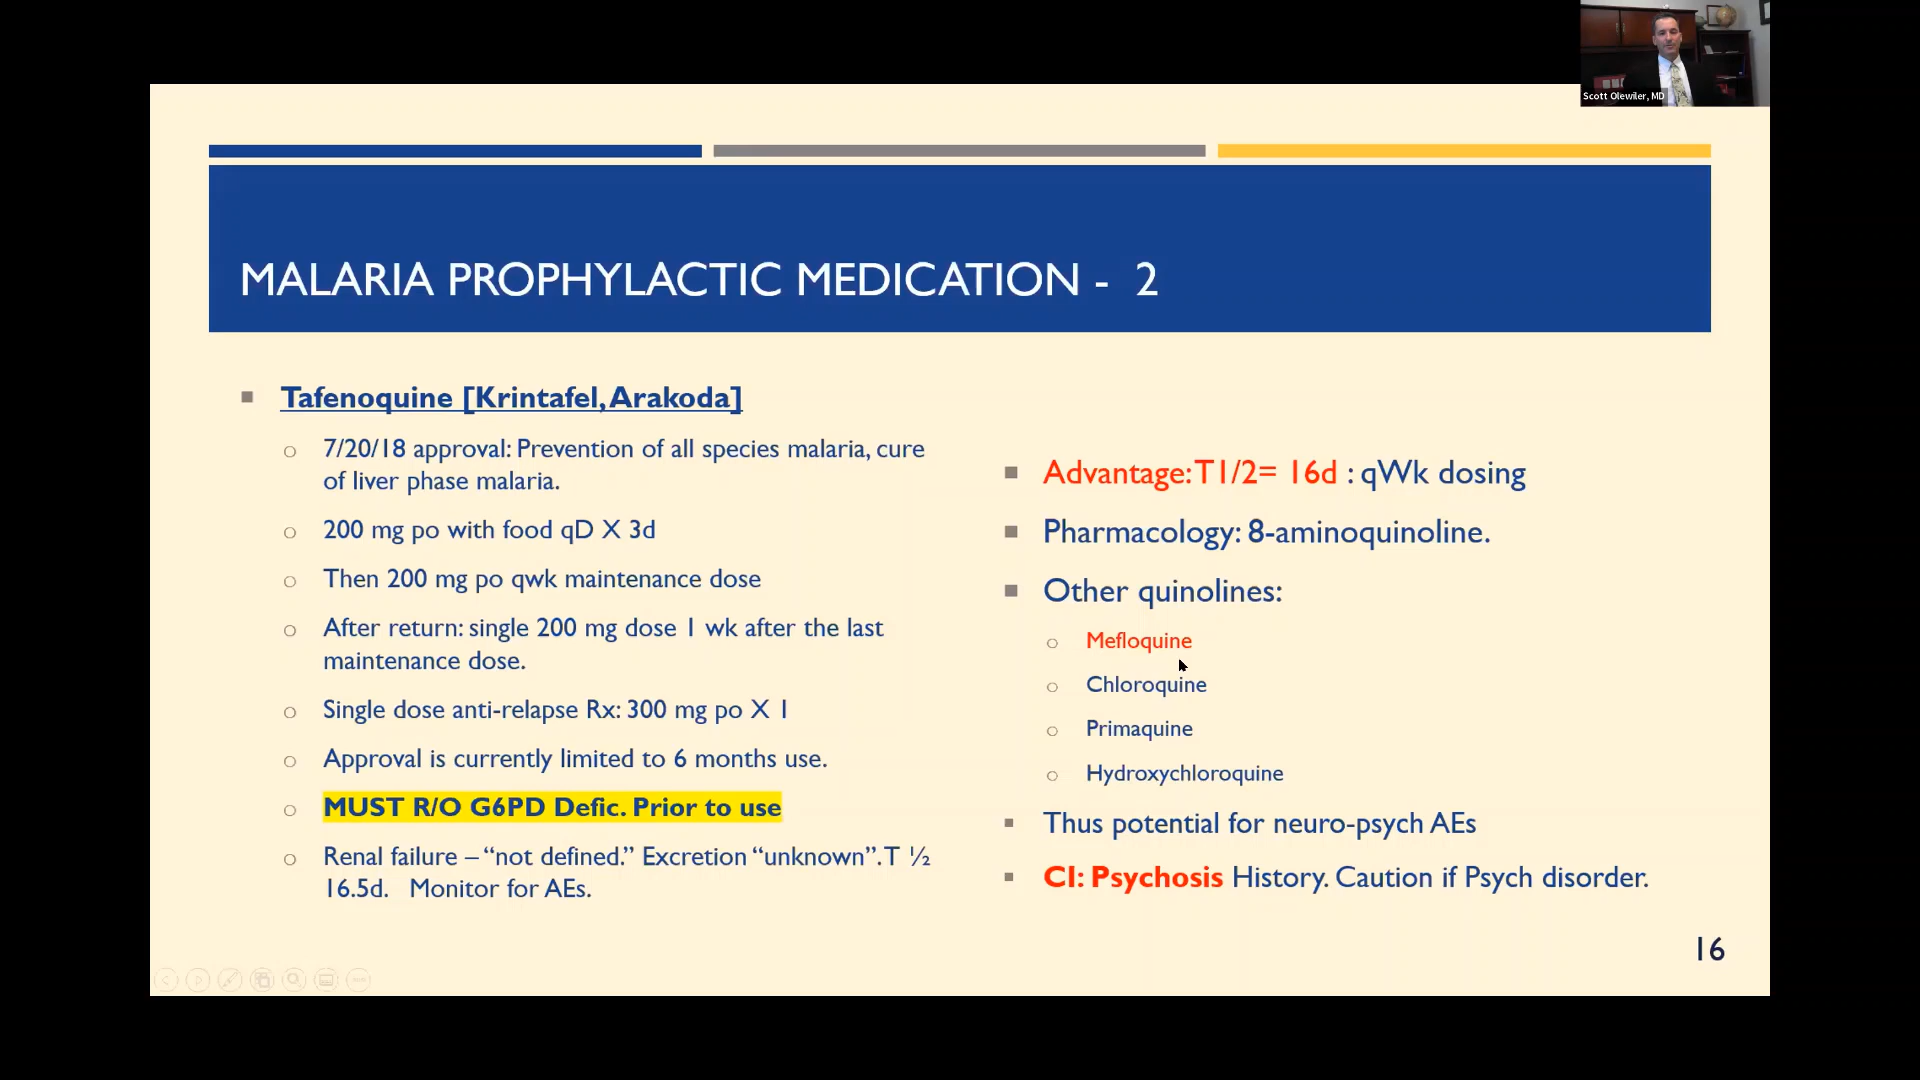 Scott Olewiler, MD
MALARIA PROPHYLACTIC MEDICATION - 2
Tafenoquine [Krintafel, Arakoda]
7/20/18 approval: Prevention of all species malaria, cure
of liver phase malaria.
200 mg po with food qD X 3d
Then 200 mg po qwk maintenance dose
After return: single 200 mg dose 1 wk after the last
maintenance dose.
Single dose anti-relapse Rx: 300 mg po X 1
Approval is currently limited to 6 months use.
MUST R/O G6PD Defic. Prior to use
Renal failure – “not defined.” Excretion “unknown”. T ½
16.5d. Monitor for AEs.
Advantage: T1/2= 16d : qWk dosing
Pharmacology: 8-aminoquinoline.
Other quinolines:
Mefloquine
Chloroquine
Primaquine
Hydroxychloroquine
Thus potential for neuro-psych AEs
CI: Psychosis History. Caution if Psych disorder.
16